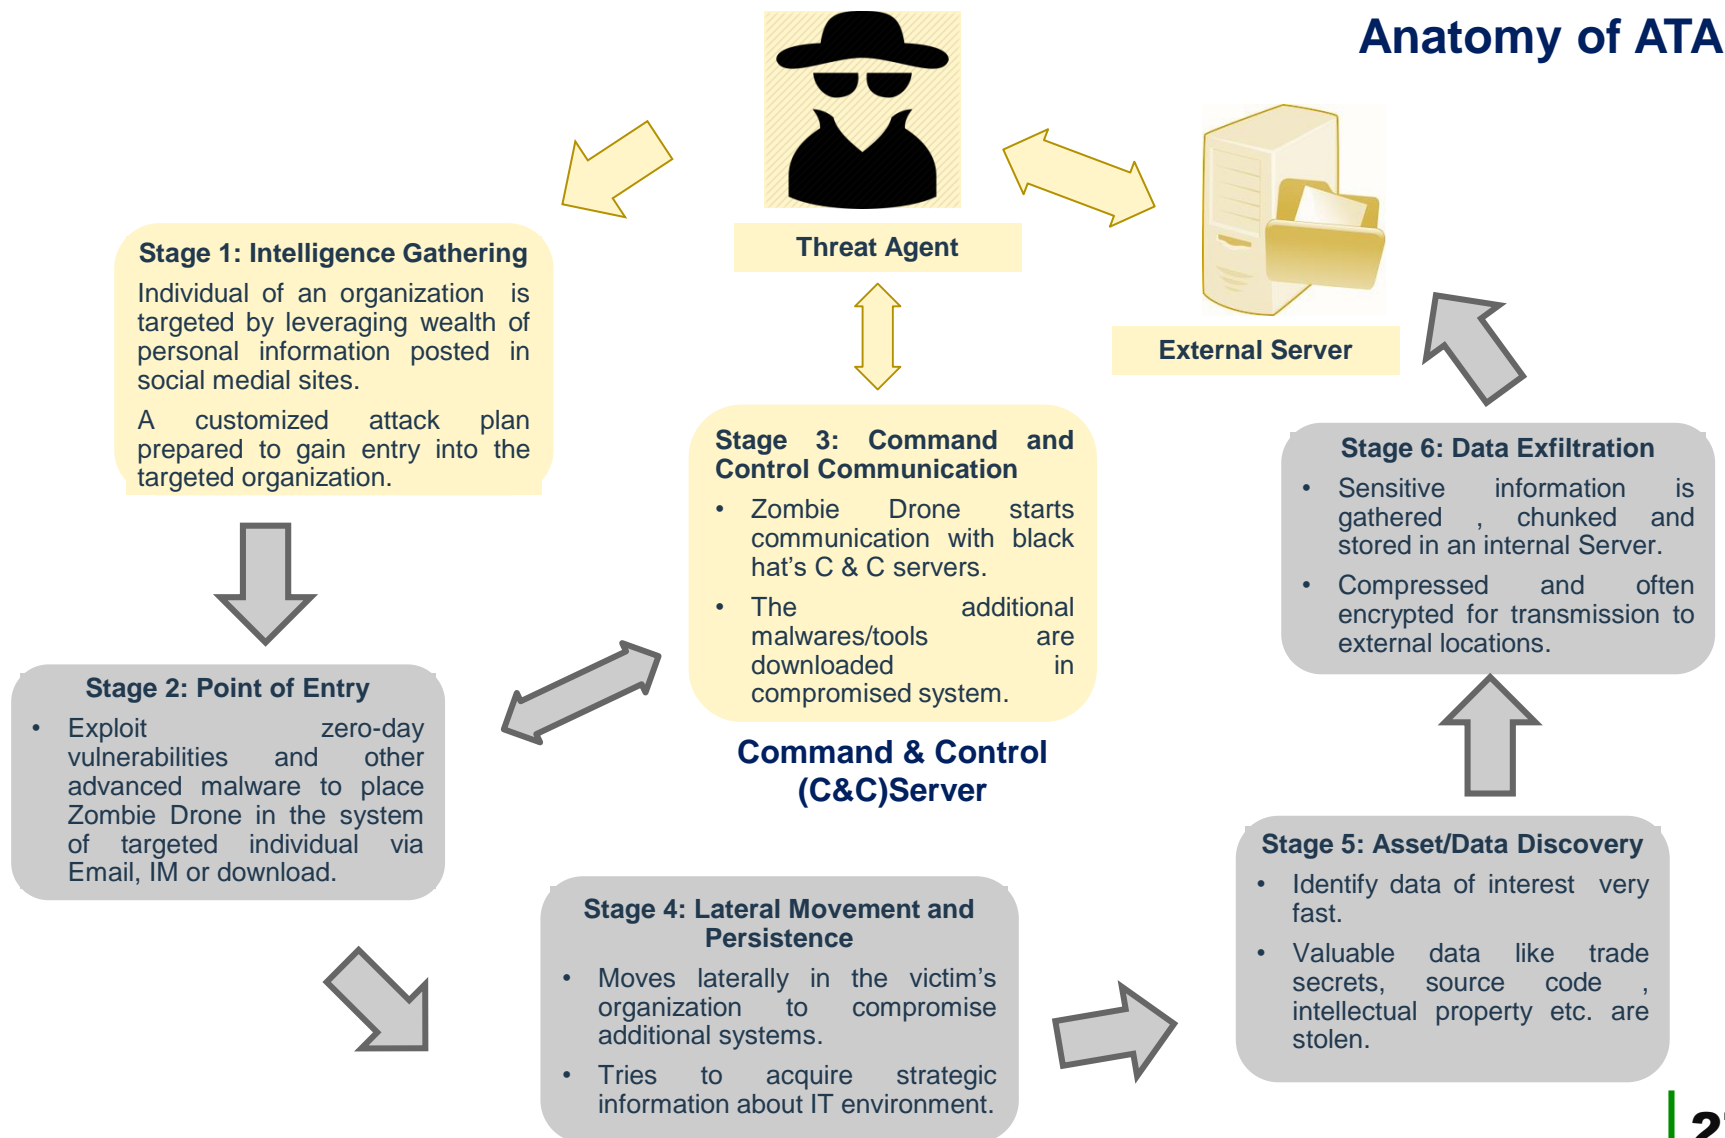 Anatomy of ATA
Threat Agent
External Server
Stage 1: Intelligence Gathering
Individual of an organization is
targeted by leveraging wealth of
personal information posted in
social medial sites.
A customized attack plan
prepared to gain entry into the
targeted organization.
Stage 2: Point of Entry
• Exploit zero-day
vulnerabilities and other
advanced malware to place
Zombie Drone in the system
of targeted individual via
Email, IM or download.
Stage 3: Command and
Control Communication
• Zombie Drone starts
communication with black
hat's C & C servers.
• The additional
malwares/tools are
downloaded in
compromised system.
Command & Control
(C&C)Server
Stage 4: Lateral Movement and
Persistence
• Moves laterally in the victim's
organization to compromise
additional systems.
• Tries to acquire strategic
information about IT environment.
Stage 5: Asset/Data Discovery
• Identify data of interest very
fast.
• Valuable data like trade
secrets, source code ,
intellectual property etc. are
stolen.
Stage 6: Data Exfiltration
• Sensitive information is
gathered , chunked and
stored in an internal Server.
• Compressed and often
encrypted for transmission to
external locations.